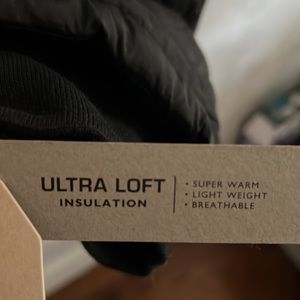 ULTRA LOFT
INSULATION
• SUPER WARM
• LIGHT WEIGHT
• BREATHABLE